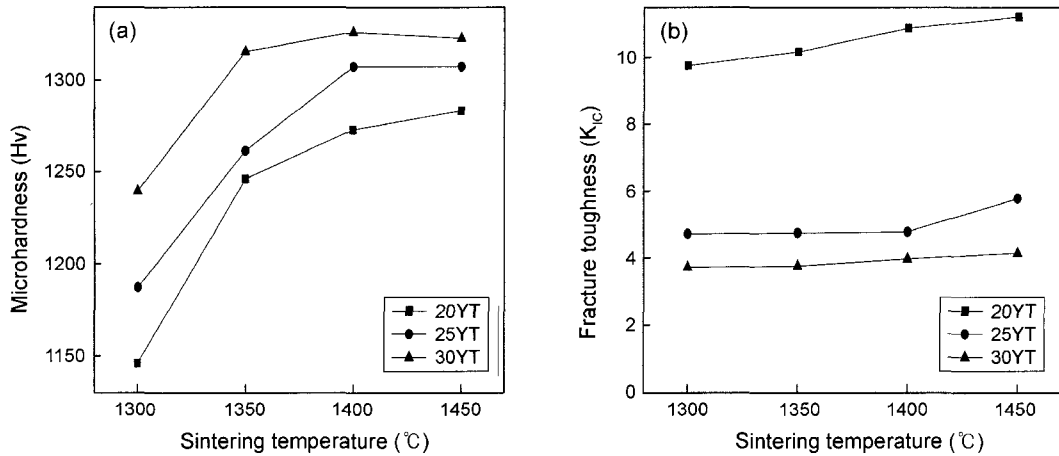 (a)
Microhardness (Hv)
1300
1250
1200
1150
1300 1350 1400 1450
Sintering temperature (℃)
20YT
25YT
30YT
(b)
Fracture toughness (K_IC)
10
8
6
4
2
0
1300 1350 1400 1450
Sintering temperature (℃)
20YT
25YT
30YT